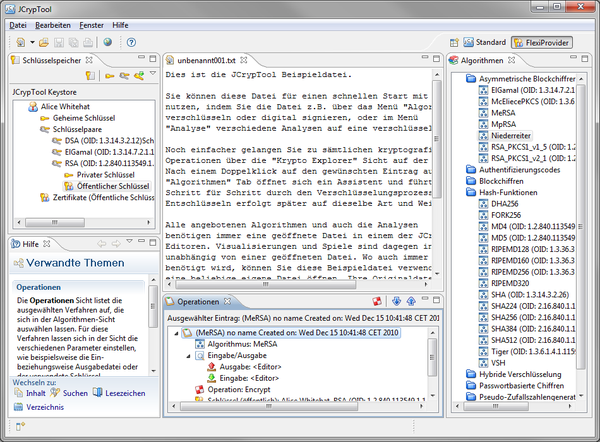 JCrypTool
Datei Bearbeiten Fenster Hilfe
Standard FlexiProvider
Schlüsselspeicher
JCrypTool Keystore
Alice Whitehat
Geheime Schlüssel
Schlüsselpaare
DSA (OID: 1.3.14.3.2.12)Sch
ElGamal (OID: 1.3.14.7.2.1
RSA (OID: 1.2.840.113549.1
Privater Schlüssel
Öffentlicher Schlüssel
Zertifikate (Öffentliche Schlüss
Hilfe
Verwandte Themen
Operationen
Die Operationen Sicht listet die
ausgewählten Verfahren auf, die
sich in der Algorithmen-Sicht
auswählen lassen. Für diese
Verfahren lassen sich in der Sicht
die verschiedenen Parameter
einstellen, wie beispielsweise die Ein-
beziehungsweise Ausgabedatei oder
Wechseln zu:
Inhalt Suchen Lesezeichen
Verzeichnis
unbenannt001.txt
Dies ist die JCrypTool Beispieldatei.
Sie können diese Datei für einen schnellen Start mit
nutzen, indem Sie die Datei z.B. über das Menü "Algor
verschlüsseln oder digital signieren, oder im Menü
"Analyse" verschiedene Analysen auf eine verschlüssel
Noch einfacher gelangen Sie zu sämtlichen kryptografi
Operationen über die "Krypto Explorer" Sicht auf der
Nach einem Doppelklick auf den gewünschten Eintrag au
"Algorithmen" Tab öffnet sich ein Assistent und führt
Schritt für Schritt durch den Verschlüsselungsprozess
Entschlüseln erfolgt später auf dieselbe Art und Wei
Alle angebotenen Algorithmen und auch die Analysen
benötigen immer eine geöffnete Datei in einem der JCr
Editoren. Visualisierungen und Spiele sind dagegen in
unabhängig von einer geöffneten Datei. Wo auch immer
benötigt wird, können Sie diese Beispieldatei verwend
Operationen
Ausgewählter Eintrag: (MeRSA) no name Created on: Wed Dec 15 10:41:48 CET 2010
(MeRSA) no name Created on: Wed Dec 15 10:41:48 CET 2010
Algorithmus: MeRSA
Eingabe/Ausgabe
Ausgabe: <Editor>
Eingabe: <Editor>
Operation: Encrypt
Algorithmen
Asymmetrische Blockchiffren
ElGamal (OID: 1.3.14.7.2.1
McEliecePKCS (OID: 1.3.6
MeRSA
MpRSA
Niederreiter
RSA_PKCS1_v1_5 (OID: 1.2
RSA_PKCS1_v2_1 (OID: 1.2
Authentifizierungscodes
Blockchiffren
Hash-Funktionen
DHA256
FORK256
MD4 (OID: 1.2.840.113549
MD5 (OID: 1.2.840.113549
RIPEMD128 (OID: 1.3.36.3
RIPEMD160 (OID: 1.3.36.3
RIPEMD256 (OID: 1.3.36.3
RIPEMD320
SHA (OID: 1.3.14.3.2.26)
SHA224 (OID: 2.16.840.1.1
SHA256 (OID: 2.16.840.1.1
SHA384 (OID: 2.16.840.1.1
SHA512 (OID: 2.16.840.1.1
Tiger (OID: 1.3.6.1.4.1.1159
VSH
Hybride Verschlüsselung
Passwortbasierte Chiffren
Pseudo-Zufallszahlengenerat